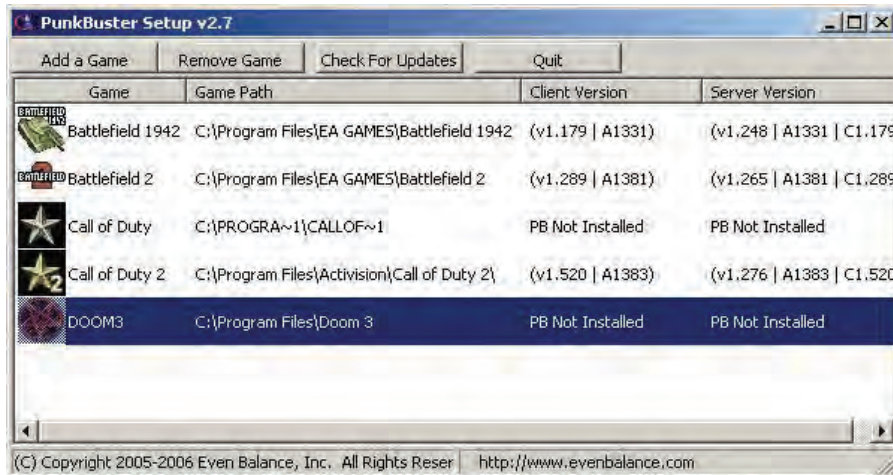 PunkBuster Setup v2.7
Add a Game Remove Game Check For Updates Quit
Game Game Path Client Version Server Version
BATTLEFIELD 1942 Battlefield 1942 C:\Program Files\EA GAMES\Battlefield 1942 (v1.179 | A1331) (v1.248 | A1331 | C1.179
BATTLEFIELD 2 Battlefield 2 C:\Program Files\EA GAMES\Battlefield 2 (v1.289 | A1381) (v1.265 | A1381 | C1.289
Call of Duty C:\PROGRA~1\CALLOF~1 PB Not Installed PB Not Installed
2 Call of Duty 2 C:\Program Files\Activision\Call of Duty 2\ (v1.520 | A1383) (v1.276 | A1383 | C1.520
DOOM3 C:\Program Files\Doom 3 PB Not Installed PB Not Installed
(C) Copyright 2005-2006 Even Balance, Inc. All Rights Reser http://www.evenbalance.com